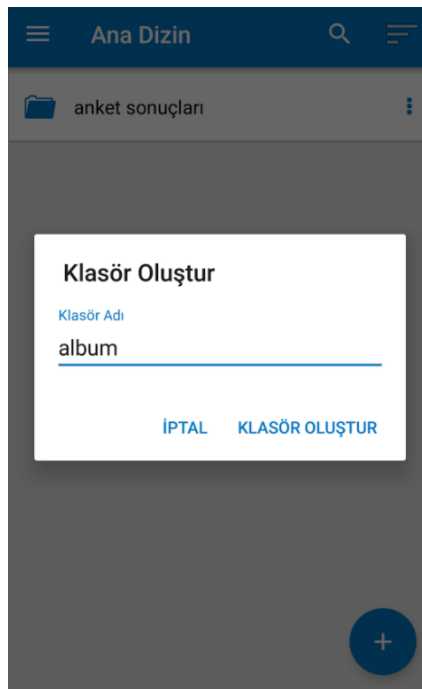 Ana Dizin
anket sonuçları
Klasör Oluştur
Klasör Adı
album
İPTAL KLASÖR OLUŞTUR